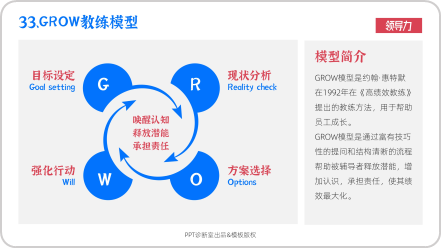 33.GROW教练模型
领导力
目标设定
Goal setting
G
R
现状分析
Reality check
唤醒认知
释放潜能
承担责任
强化行动
Will
W
O
方案选择
Options
模型简介
GROW模型是约翰·惠特默
在1992年在《高绩效教练》
提出的教练方法，用于帮助
员工成长。
GROW模型是通过富有技巧
性的提问和结构清晰的流程
帮助被辅导者释放潜能，增
加认识，承担责任，使其绩
效最大化。
PPT诊断室出品&模板版权